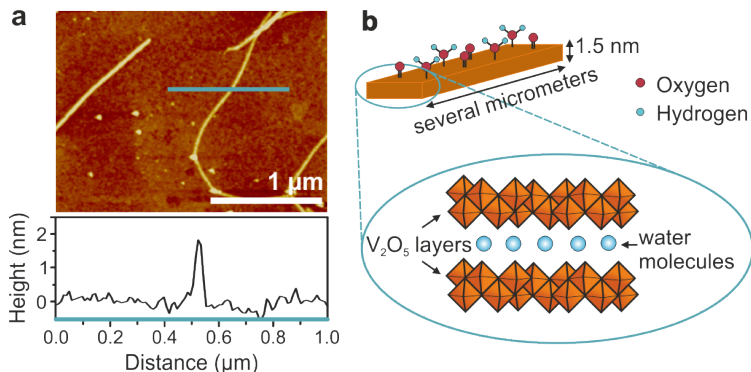 a
1 µm
Height (nm)
2
0
0.0 0.2 0.4 0.6 0.8 1.0
Distance (µm)
b
1.5 nm
several micrometers
Oxygen
Hydrogen
V₂O₅ layers
water
molecules